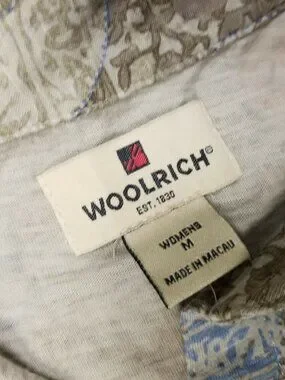 WOOLRICH®
EST. 1830
WOMENS
M
MADE IN MACAU